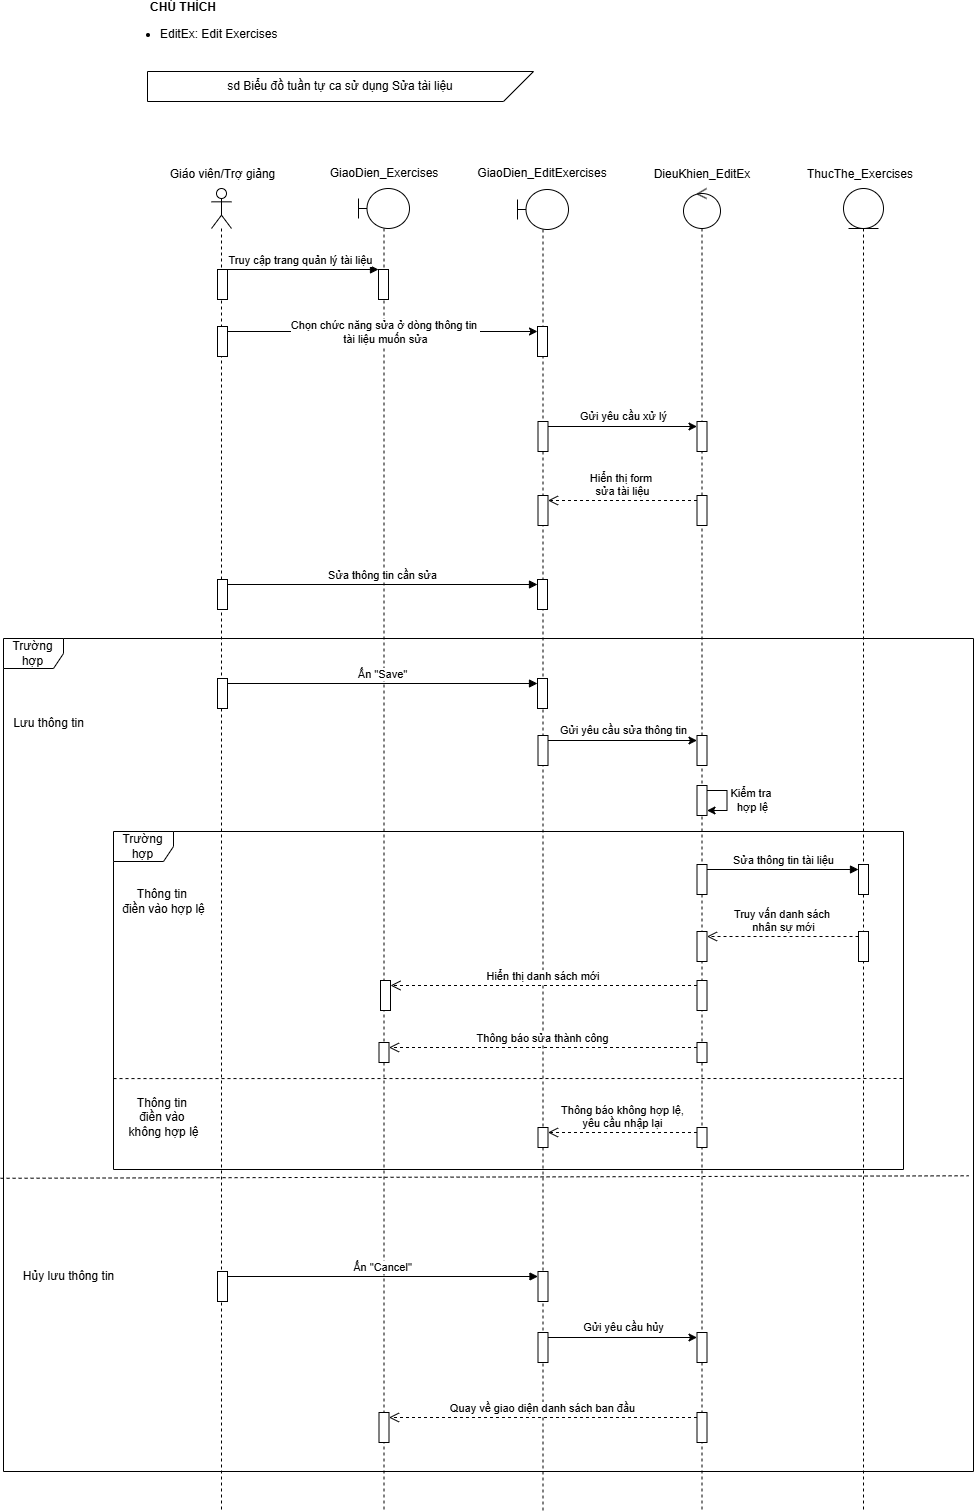 CHÚ THÍCH
EditEx: Edit Exercises
sd Biểu đồ tuần tự ca sử dụng Sửa tài liệu
Giáo viên/Trợ giảng
GiaoDien_Exercises
GiaoDien_EditExercises
DieuKhien_EditEx
ThucThe_Exercises
Truy cập trang quản lý tài liệu
Chọn chức năng sửa ở dòng thông tin
tài liệu muốn sửa
Gửi yêu cầu xử lý
Hiển thị form
sửa tài liệu
Sửa thông tin cần sửa
Trường
hợp
Ấn "Save"
Lưu thông tin
Gửi yêu cầu sửa thông tin
Kiểm tra
hợp lệ
Trường
hợp
Sửa thông tin tài liệu
Thông tin
điền vào hợp lệ
Truy vấn danh sách
nhân sự mới
Hiển thị danh sách mới
Thông báo sửa thành công
Thông tin
điền vào
không hợp lệ
Thông báo không hợp lệ,
yêu cầu nhập lại
Ấn "Cancel"
Hủy lưu thông tin
Gửi yêu cầu hủy
Quay về giao diện danh sách ban đầu